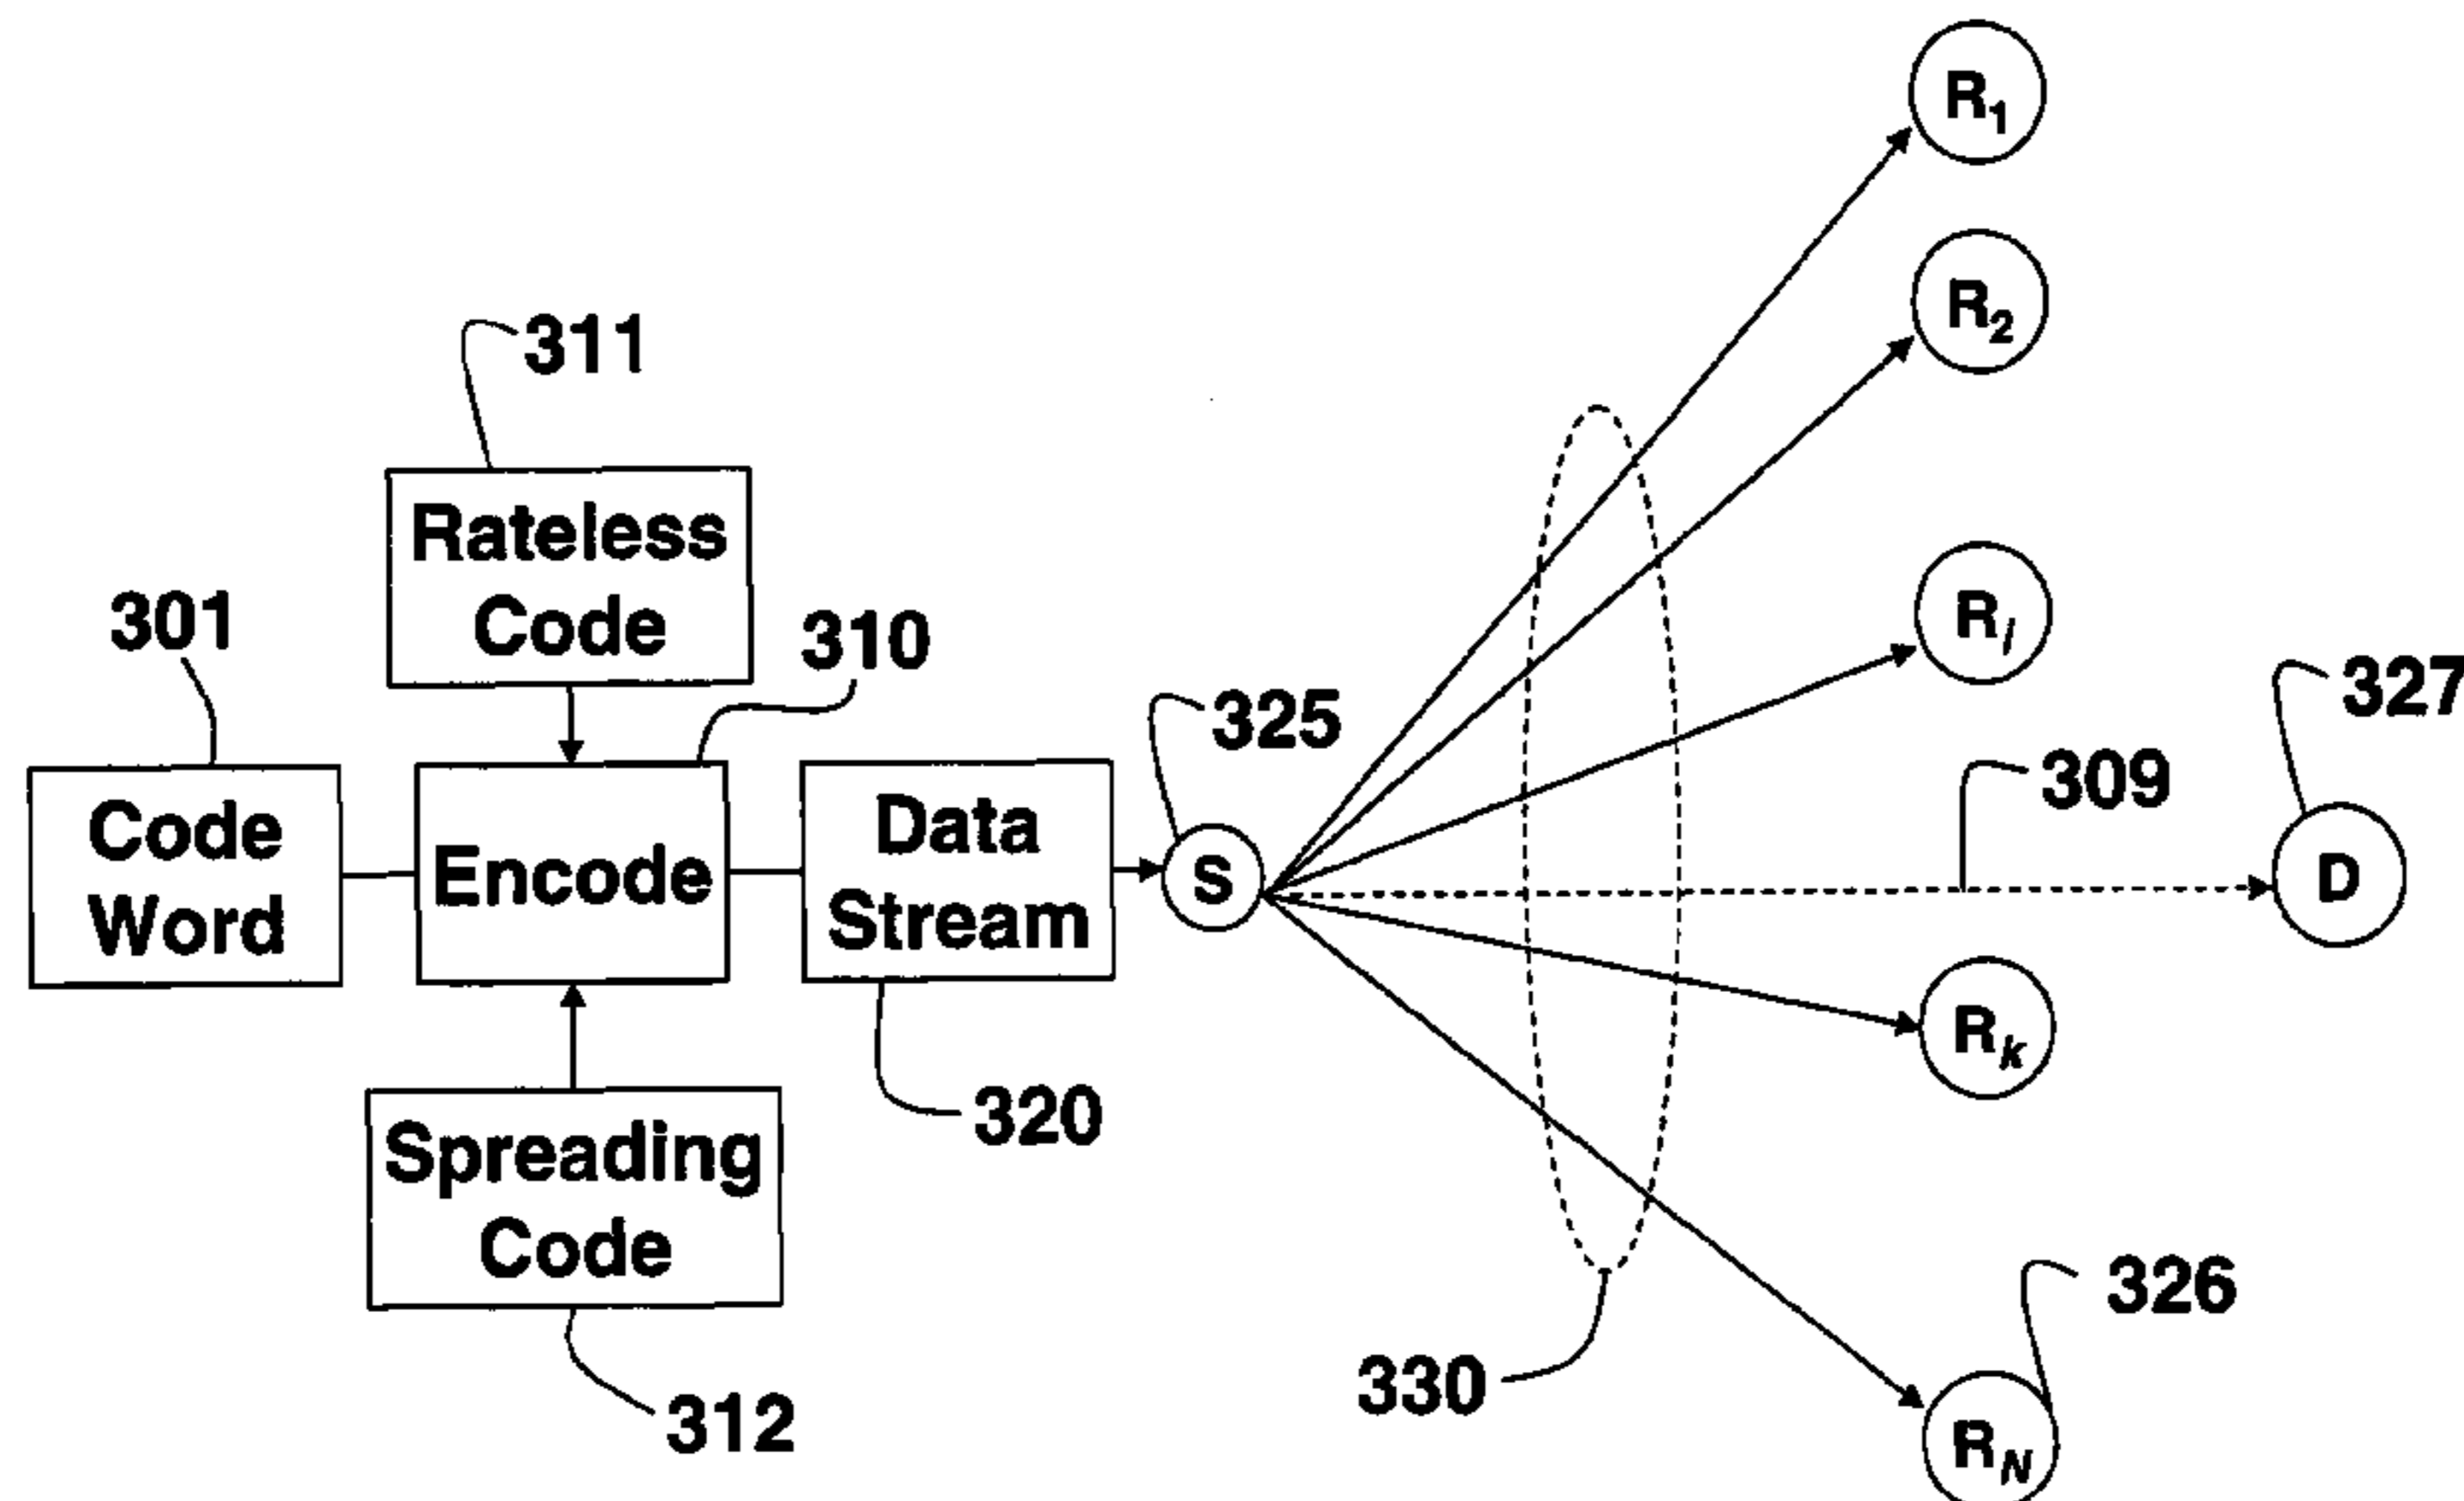 R1
R2
311
Rateless
Code
301
310
Rl
325
327
309
Code
Word
Encode
Data
Stream
S
D
Rk
Spreading
Code
320
326
330
312
RN